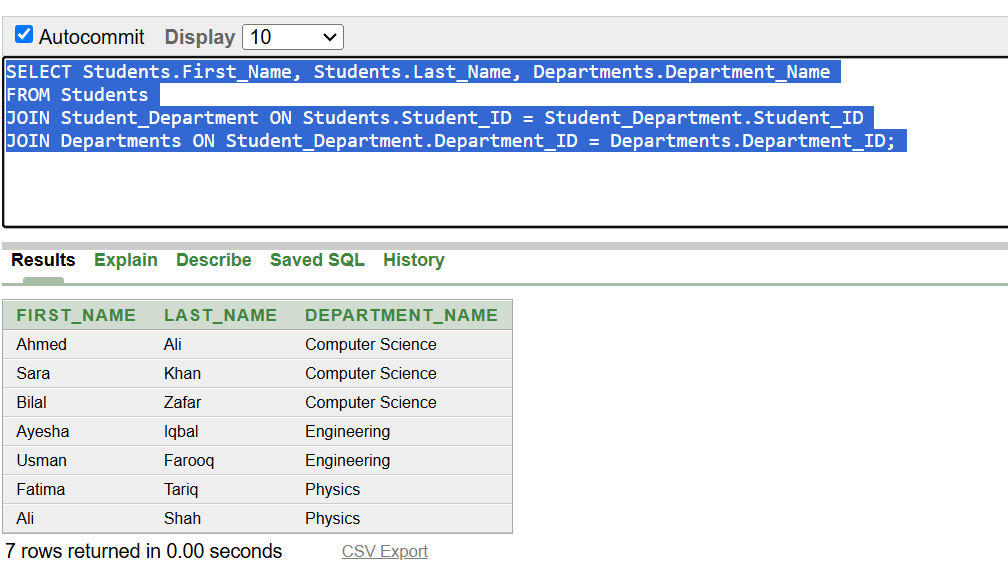 Autocommit Display 10
SELECT Students.First_Name, Students.Last_Name, Departments.Department_Name
FROM Students
JOIN Student_Department ON Students.Student_ID = Student_Department.Student_ID
JOIN Departments ON Student_Department.Department_ID = Departments.Department_ID;
Results Explain Describe Saved SQL History
FIRST_NAME LAST_NAME DEPARTMENT_NAME
Ahmed Ali Computer Science
Sara Khan Computer Science
Bilal Zafar Computer Science
Ayesha Iqbal Engineering
Usman Farooq Engineering
Fatima Tariq Physics
Ali Shah Physics
7 rows returned in 0.00 seconds CSV Export